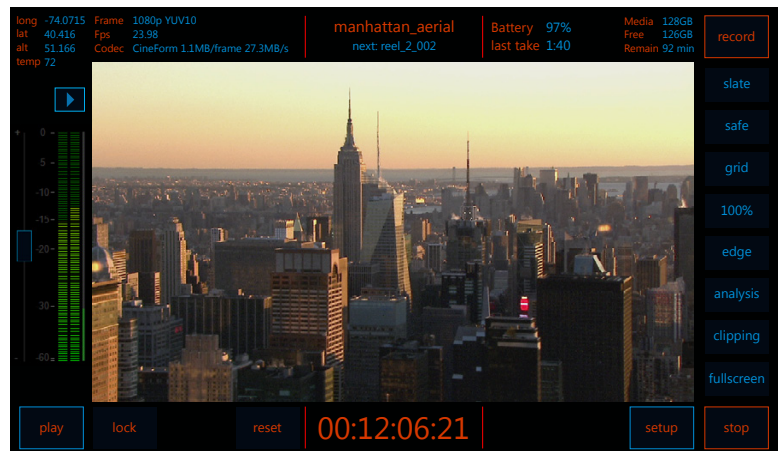 long -74.0715
lat 40.416
alt 51.166
temp 72
Frame 1080p YUV10
Fps 23.98
Codec CineForm 1.1MB/frame 27.3MB/s
manhattan_aerial
next: reel_2_002
Battery 97%
last take 1:40
Media 128GB
Free 126GB
Remain 92 min
record
slate
safe
grid
100%
edge
analysis
clipping
fullscreen
+ 0 -
5 -
-10-
-15-
-20-
-30-
- -60-
play
lock
reset
00:12:06:21
setup
stop